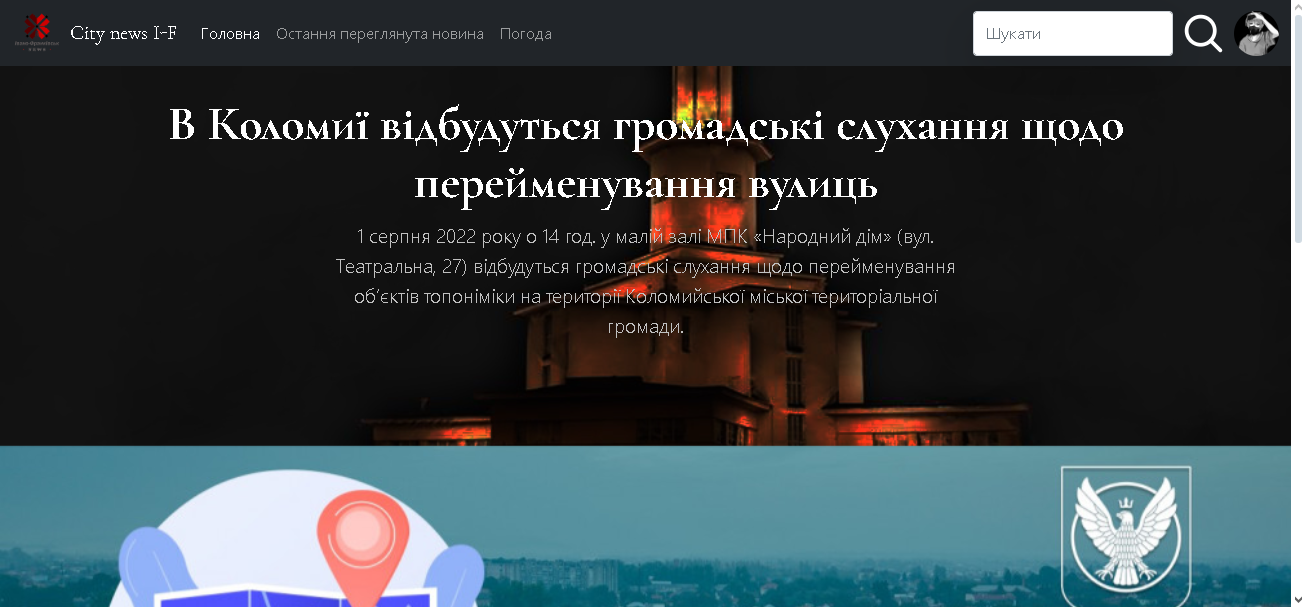 City news I-F
Головна
Остання переглянута новина
Погода
Шукати
В Коломиї відбудуться громадські слухання щодо
перейменування вулиць
1 серпня 2022 року о 14 год. у малій залі МПК «Народний дім» (вул.
Театральна, 27) відбудуться громадські слухання щодо перейменування
об’єктів топоніміки на території Коломийської міської територіальної
громади.